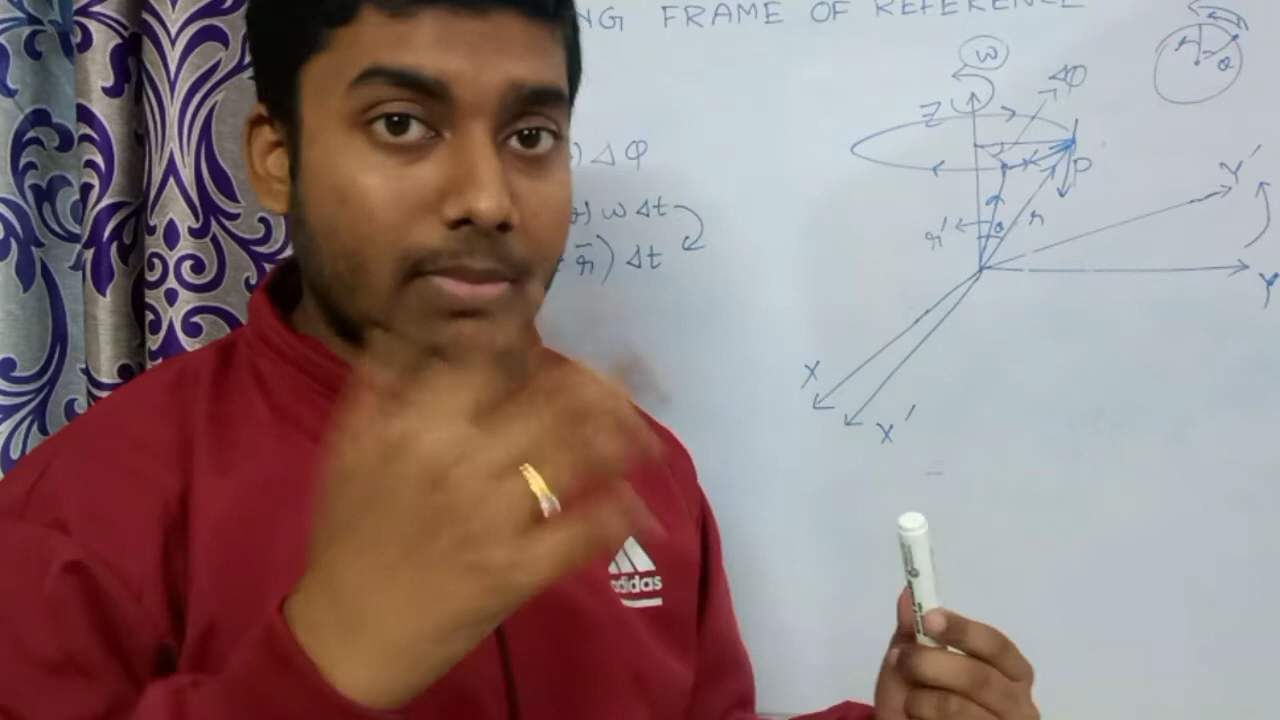 NG FRAME OF REFERENCE
) Δφ
ω Δt
r̄) Δt
ω
Δφ
Z
r
θ
P
Y'
r'
θ
r
Y
X
X'
adidas